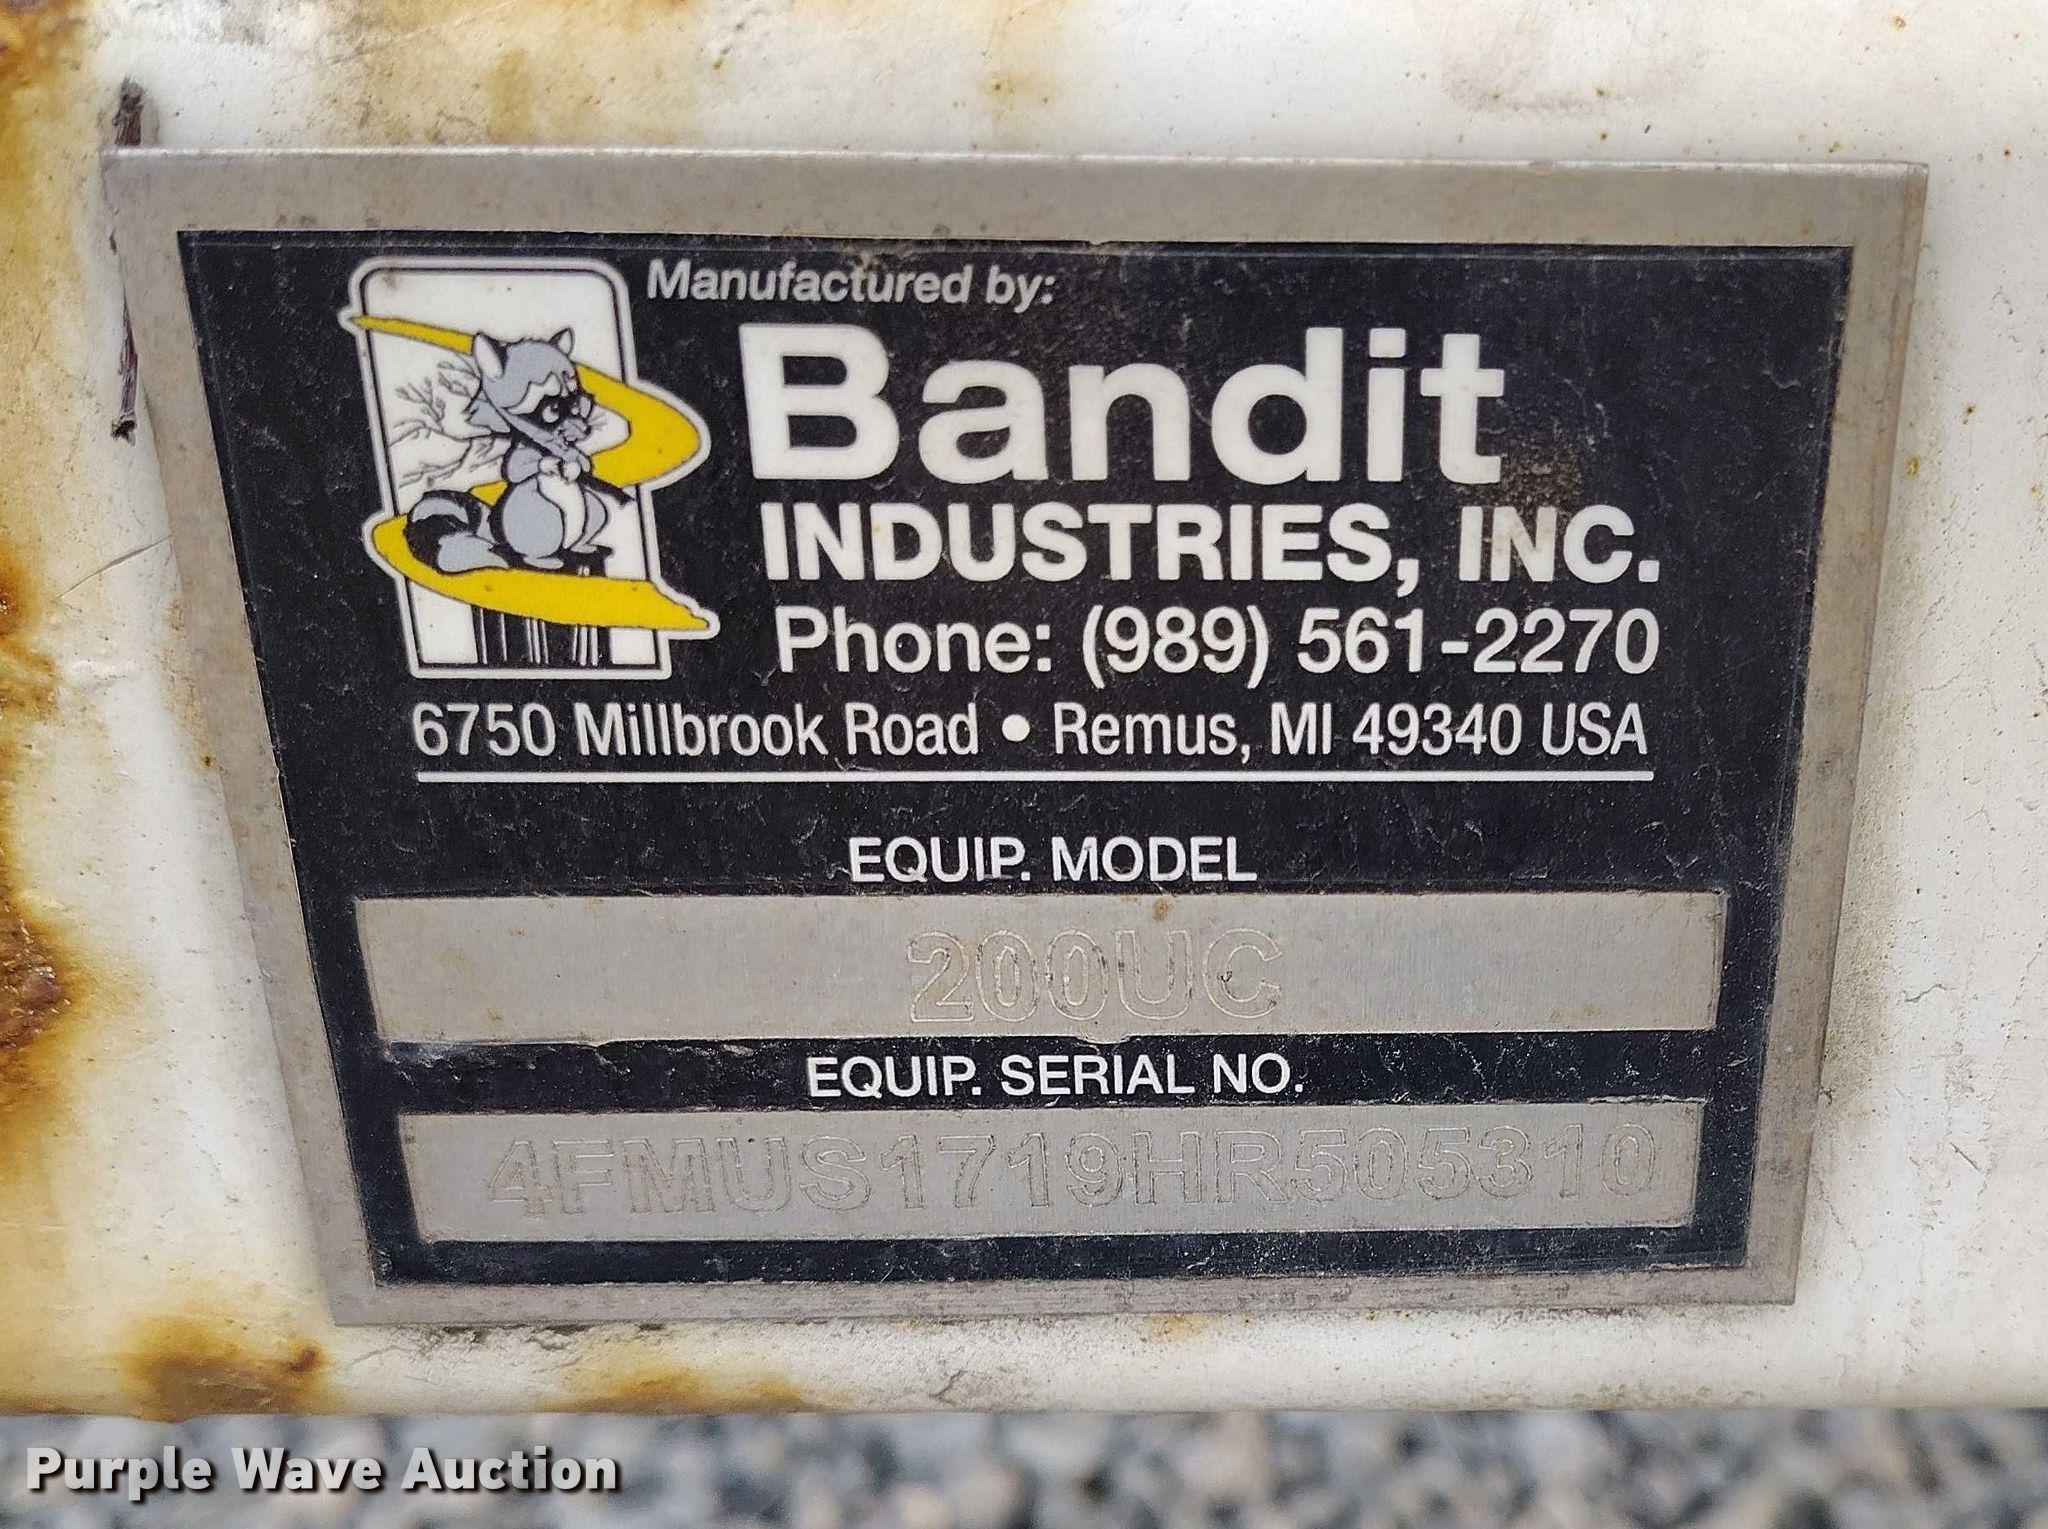 Manufactured by:
Bandit
INDUSTRIES, INC.
Phone: (989) 561-2270
6750 Millbrook Road • Remus, MI 49340 USA
EQUIP. MODEL
200UC
EQUIP. SERIAL NO.
4FMUS1719HR505310
Purple Wave Auction